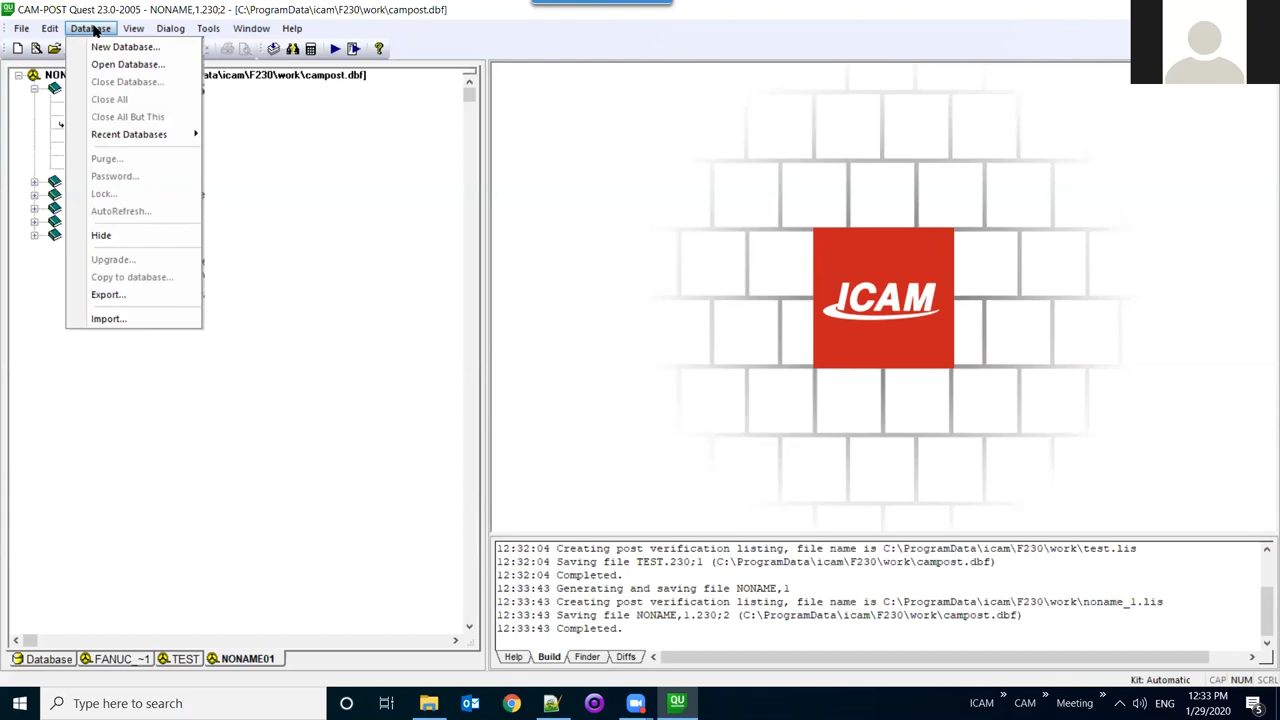 CAM-POST Quest 23.0-2005 - NONAME,1.230;2 - [C:\ProgramData\icam\F230\work\campost.dbf]
File Edit Database View Dialog Tools Window Help
New Database...
Open Database...
Close Database...
Close All
Close All But This
Recent Databases
Purge...
Password...
Lock...
AutoRefresh...
Hide
Upgrade...
Copy to database...
Export...
Import...
NON
ta\icam\F230\work\campost.dbf]
ICAM
12:32:04 Creating post verification listing, file name is C:\ProgramData\icam\F230\work\test.lis
12:32:04 Saving file TEST.230;1 (C:\ProgramData\icam\F230\work\campost.dbf)
12:32:04 Completed.
12:33:43 Generating and saving file NONAME,1
12:33:43 Creating post verification listing, file name is C:\ProgramData\icam\F230\work\noname_1.lis
12:33:43 Saving file NONAME,1.230;2 (C:\ProgramData\icam\F230\work\campost.dbf)
12:33:43 Completed.
Help Build Finder Diffs
Database FANUC_~1 TEST NONAME01
Kit: Automatic CAP NUM SCRL
Type here to search
QU
ICAM CAM Meeting ENG
12:33 PM
1/29/2020
5